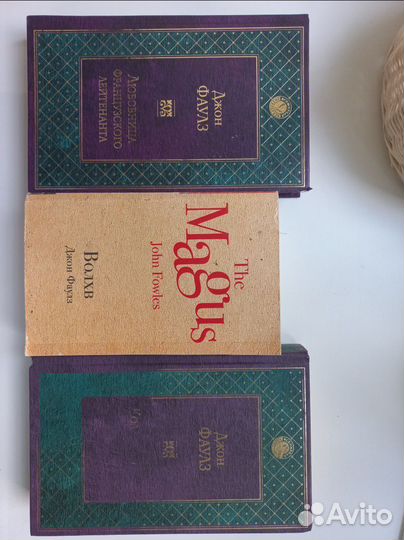 Джон
ФАУЛЗ
ЛЮБОВНИЦА
ФРАНЦУЗСКОГО
ЛЕЙТЕНАНТА
The
Magus
John Fowles
Волхв
Джон Фаулз
Джон
ФАУЛЗ
Avito